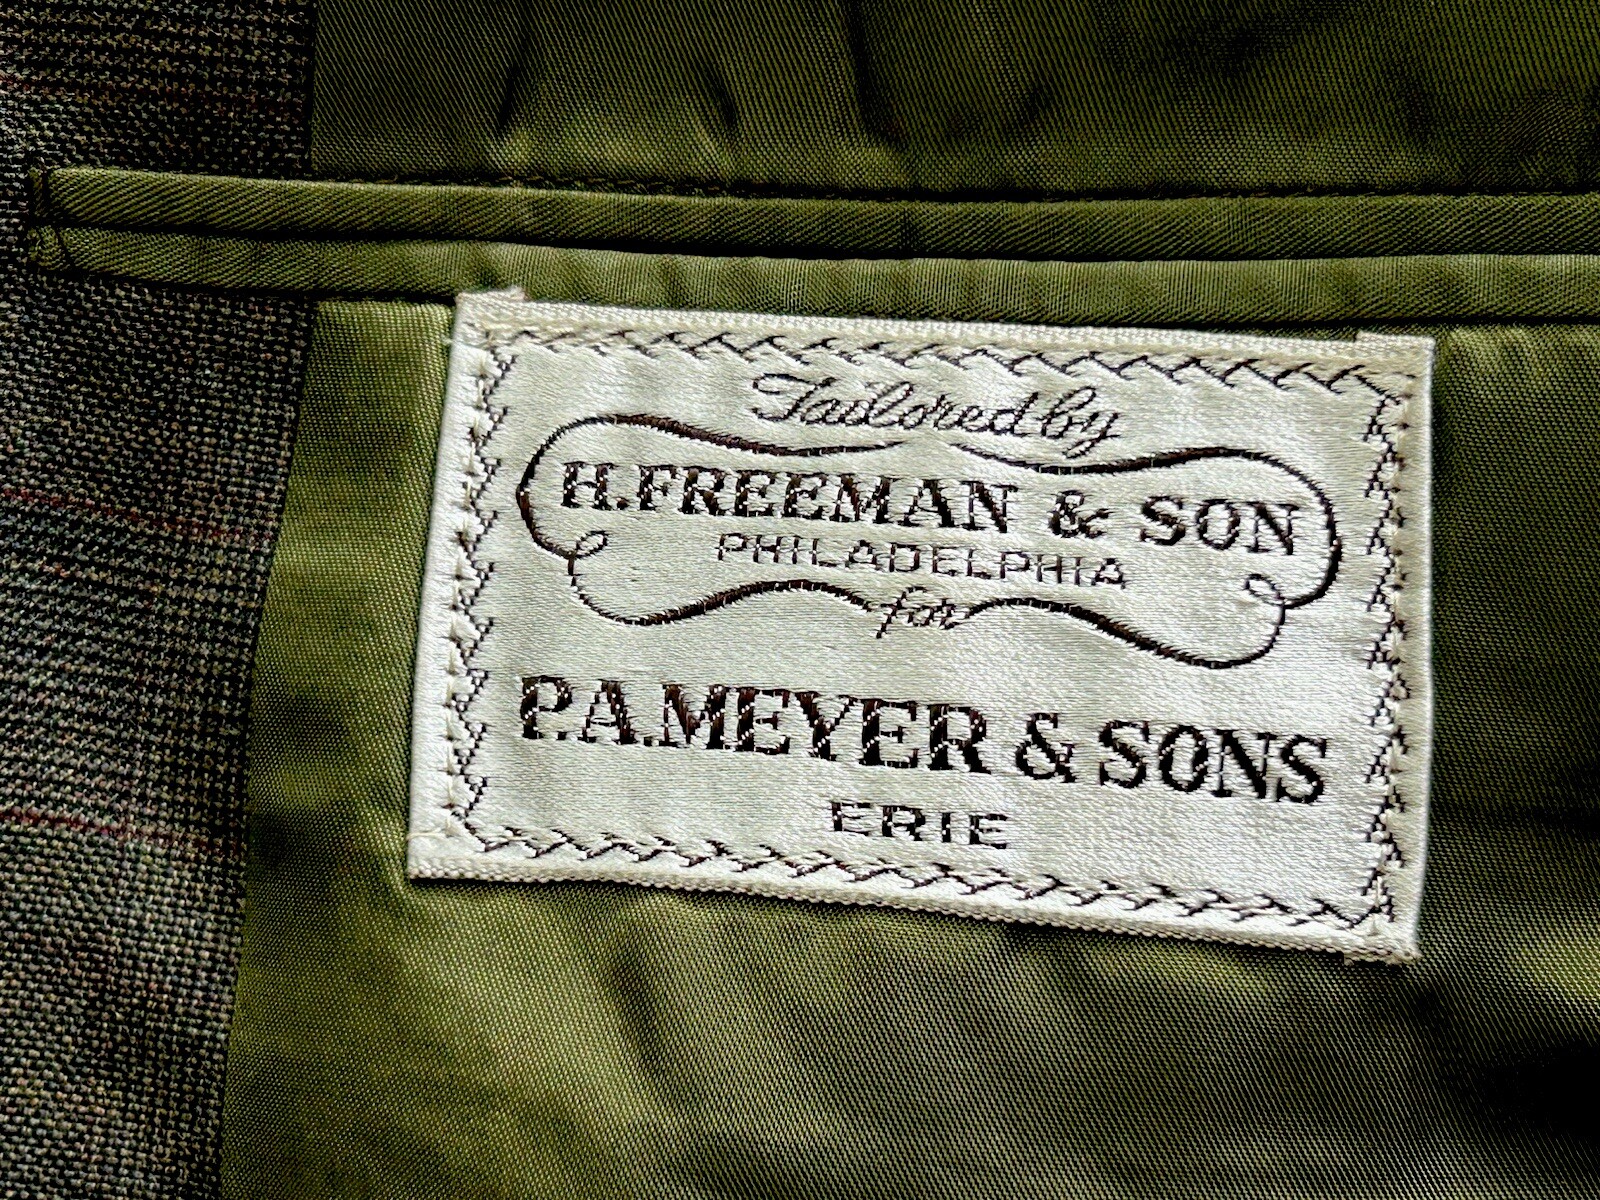 Tailored by
H. FREEMAN & SON
PHILADELPHIA
for
P.A. MEYER & SONS
ERIE